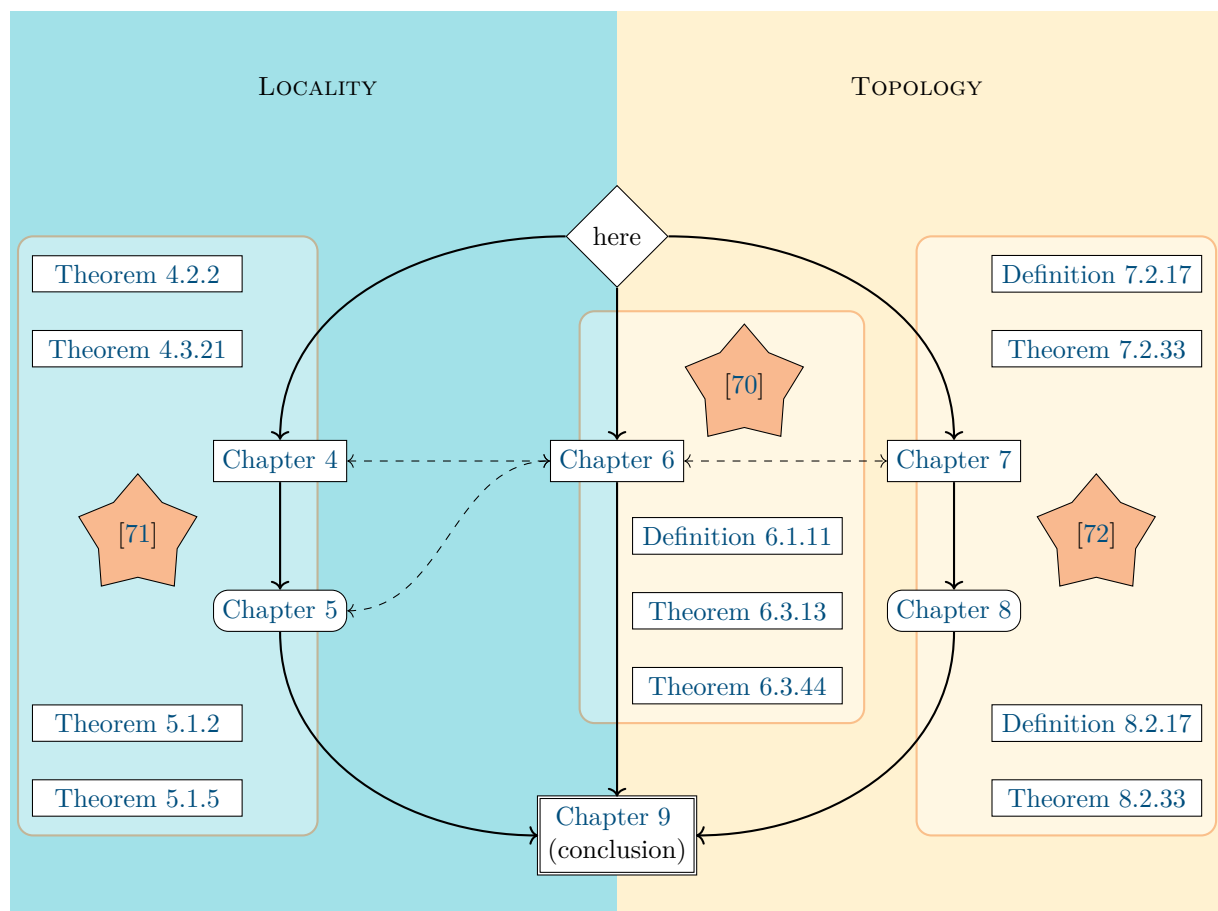 LOCALITY
TOPOLOGY
here
Theorem 4.2.2
Definition 7.2.17
Theorem 4.3.21
Theorem 7.2.33
[70]
Chapter 4
Chapter 6
Chapter 7
[71]
Definition 6.1.11
[72]
Chapter 5
Theorem 6.3.13
Chapter 8
Theorem 6.3.44
Theorem 5.1.2
Definition 8.2.17
Theorem 5.1.5
Theorem 8.2.33
Chapter 9
(conclusion)